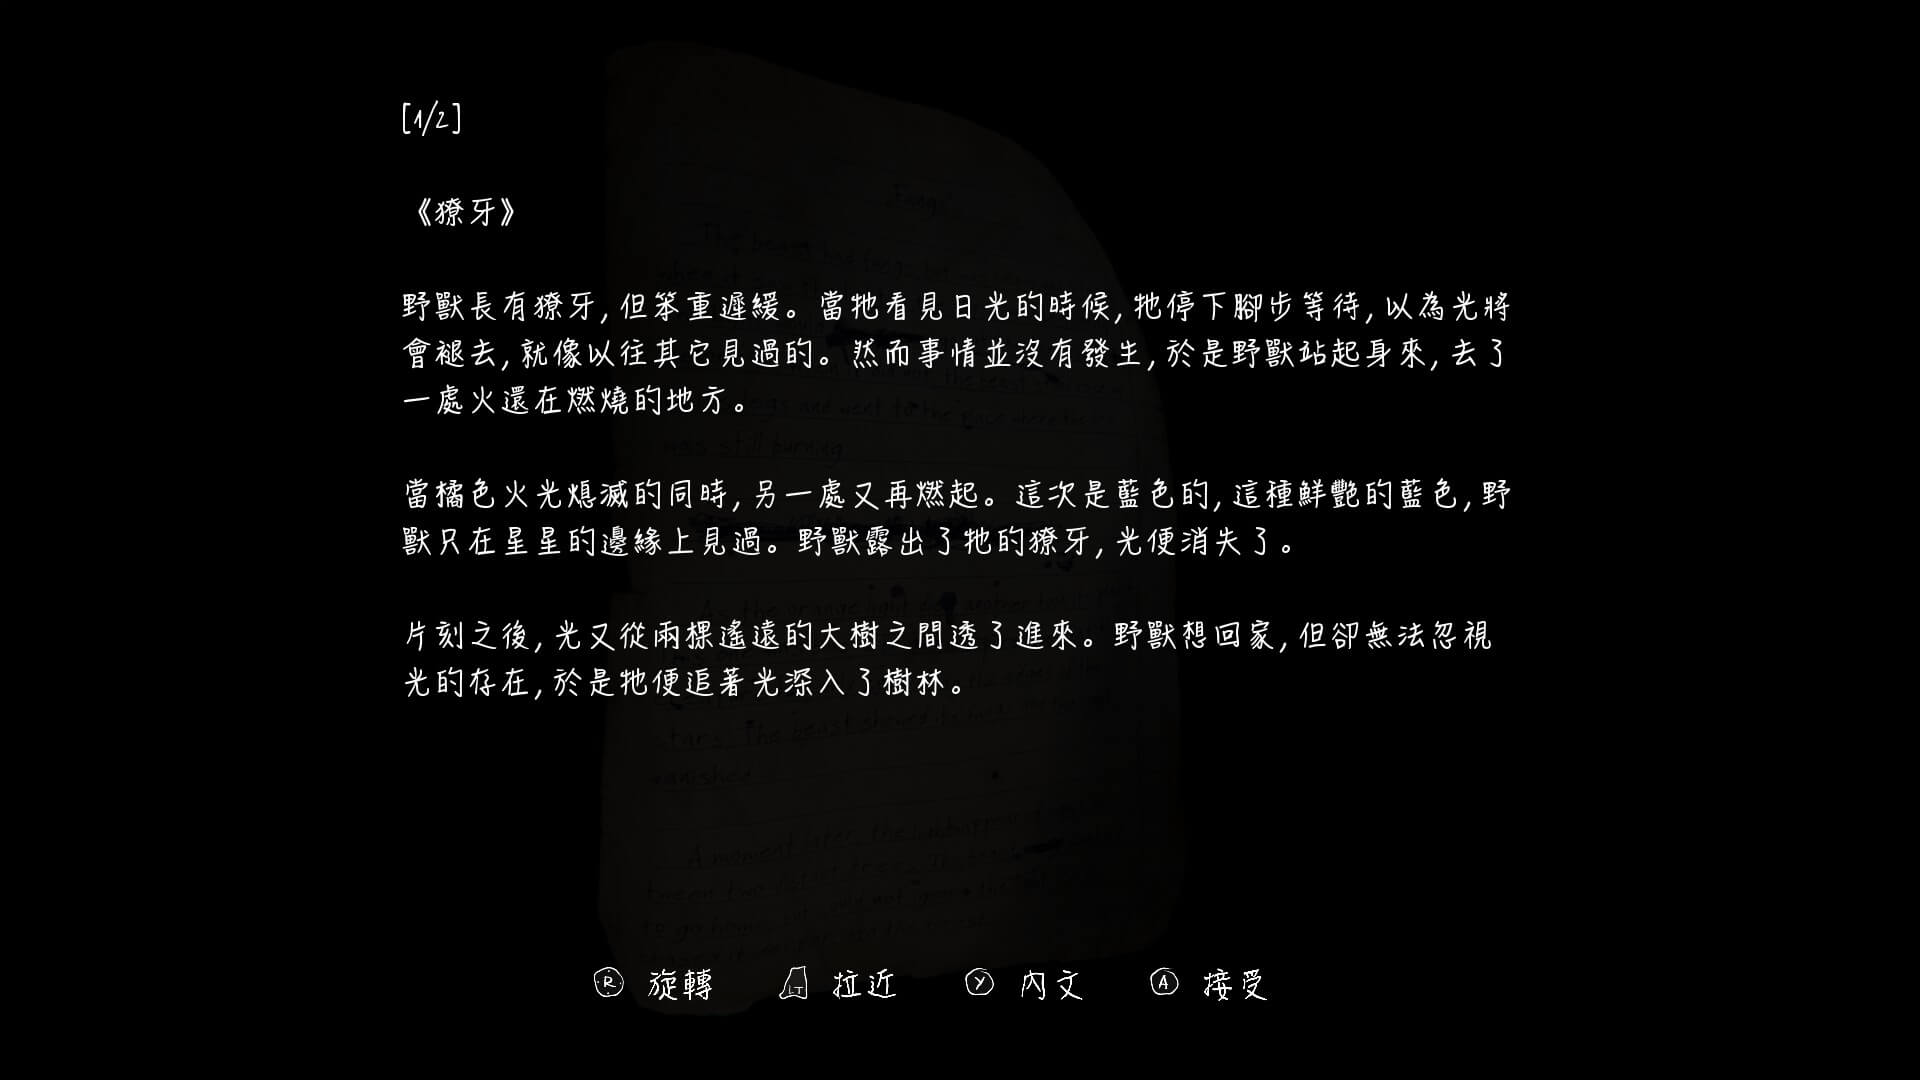 [1/2]
《獠牙》
野獸長有獠牙,但笨重遲緩。當牠看見日光的時候,牠停下腳步等待,以為光將
會褪去,就像以往其它見過的。然而事情並沒有發生,於是野獸站起身來,去了
一處火還在燃燒的地方。
當橘色火光熄滅的同時,另一處又再燃起。這次是藍色的,這種鮮艷的藍色,野
獸只在星星的邊緣上見過。野獸露出了牠的獠牙,光便消失了。
片刻之後,光又從兩棵遙遠的大樹之間透了進來。野獸想回家,但卻無法忽視
光的存在,於是牠便追著光深入了樹林。
R 旋轉 LT 拉近 Y 內文 A 接受